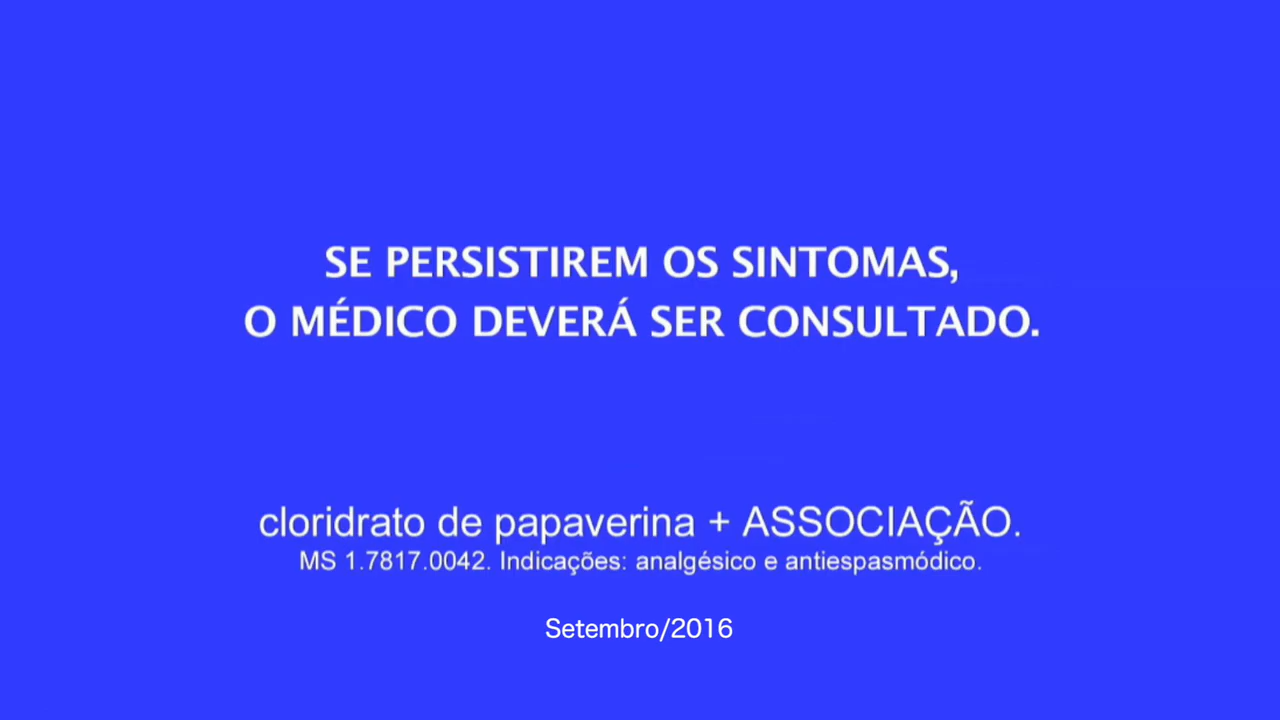 SE PERSISTIREM OS SINTOMAS,
O MÉDICO DEVERÁ SER CONSULTADO.
cloridrato de papaverina + ASSOCIAÇÃO.
MS 1.7817.0042. Indicações: analgésico e antiespasmódico.
Setembro/2016